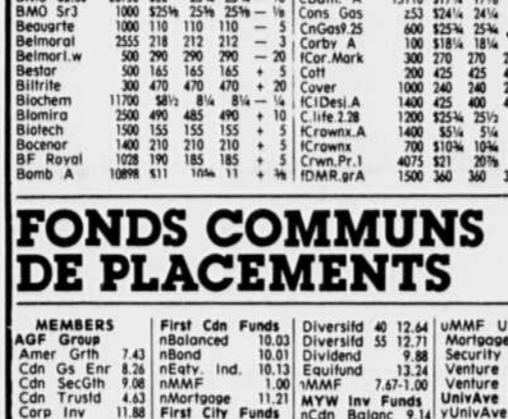 BMO Sr3 1000 $25⅛ 25⅛ 25⅛ — ⅛
Beaugrte 1000 110 110 110 — 5
Belmoral 2555 218 212 212 — 3
Belmorl.w 500 290 290 290 — 20
Bestar 500 165 165 165 + 5
Biltrite 300 470 470 470 + 20
Biochem 11700 $8½ 8¼ 8¼ — ¼
Blomira 2500 490 485 490 + 10
Biotech 1500 155 155 155 + 5
Bocenor 1400 210 210 210 + 5
BF Royal 1028 190 185 185 + 5
Bomb A 10898 $11 10⅞ 11 + ⅜
Cons Gas 253 $24¼ 24¼
CnGas9.25 600 $25¾ 25¾
Corby A 100 $18¼ 18¼
fCor.Mark 300 270 270
Cott 200 425 425
Cover 1000 240 240
fCIDesi.A 1400 425 400
C.life.2.28 1200 $25¾ 25½
fCrownx.A 1400 $5¼ 5¼
fCrownx 700 $10¾ 10¾
Crwn.Pr.1 4075 $21 20⅞
fDMR.grA 1500 360 360
FONDS COMMUNS
DE PLACEMENTS
MEMBERS
AGF Group
Amer Grth 7.43
Cdn Gs Enr 8.26
Cdn SecGth 9.08
Cdn Trustd 4.63
Corp Inv 11.88
First Cdn Funds
nBalanced 10.03
nBond 10.01
nEqty. Ind. 10.13
nMMF 1.00
nMortgage 11.21
First City Funds
Diversifd 40 12.64
Diversifd 55 12.71
Dividend 9.88
Equifund 13.24
MMF 7.67-1.00
MYW Inv Funds
nCdn Balanc 9.14
uMMF U
Mortgage
Security
Venture
Venture
UnivAve
yUnivAve